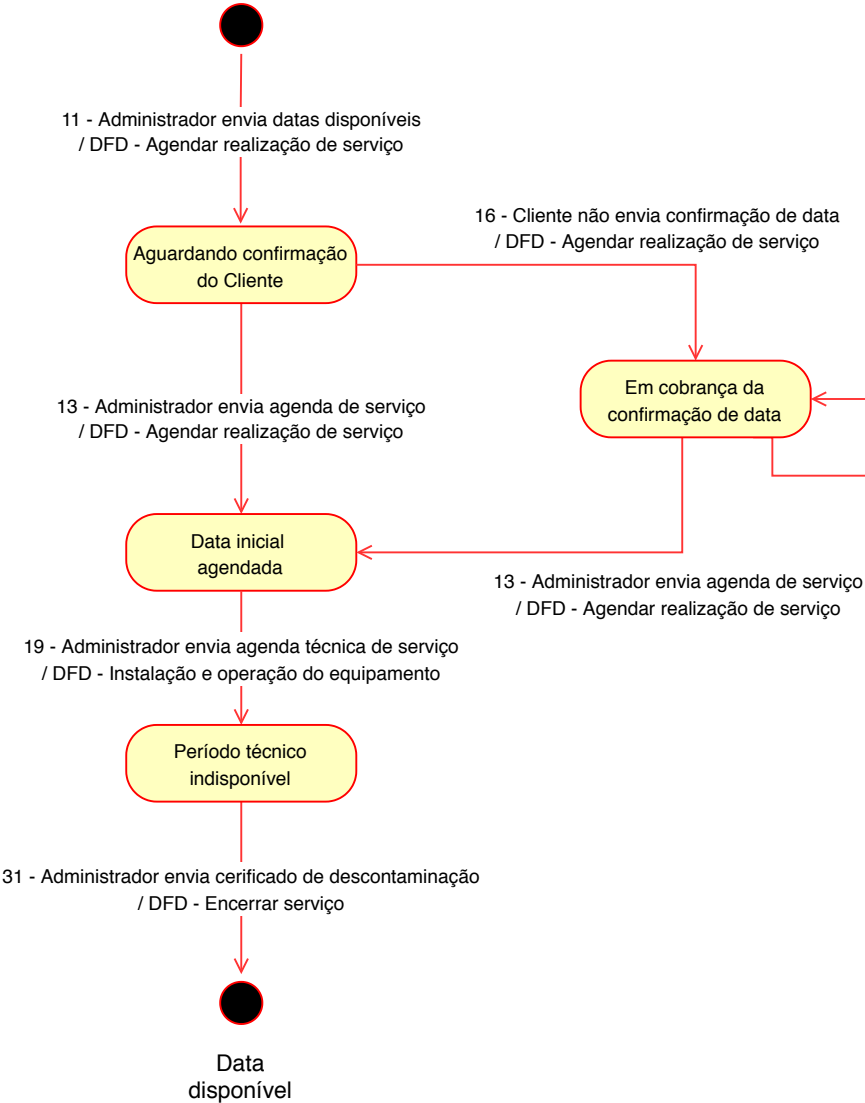 11 - Administrador envia datas disponíveis
/ DFD - Agendar realização de serviço
16 - Cliente não envia confirmação de data
/ DFD - Agendar realização de serviço
Aguardando confirmação
do Cliente
Em cobrança da
confirmação de data
13 - Administrador envia agenda de serviço
/ DFD - Agendar realização de serviço
Data inicial
agendada
13 - Administrador envia agenda de serviço
/ DFD - Agendar realização de serviço
19 - Administrador envia agenda técnica de serviço
/ DFD - Instalação e operação do equipamento
Período técnico
indisponível
31 - Administrador envia cerificado de descontaminação
/ DFD - Encerrar serviço
Data
disponível